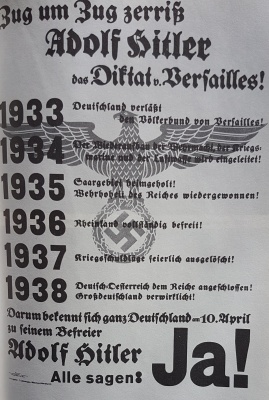 Zug um Zug zerriß
Adolf Hitler
das Diktat v. Versailles!
1933 Deutschland verläßt
den Völkerbund von Versailles!
1934 Der Wiederaufbau der Wehrmacht, der Kriegs-
marine und der Luftwaffe wird eingeleitet!
1935 Saargebiet heimgeholt!
Wehrhoheit des Reiches wiedergewonnen!
1936 Rheinland vollständig befreit!
1937 Kriegsschuldlüge feierlich ausgelöscht!
1938 Deutsch-Oesterreich dem Reiche angeschlossen!
Großdeutschland verwirklicht!
Darum bekennt sich ganz Deutschland am 10. April
zu seinem Befreier
Adolf Hitler
Alle sagen: Ja!